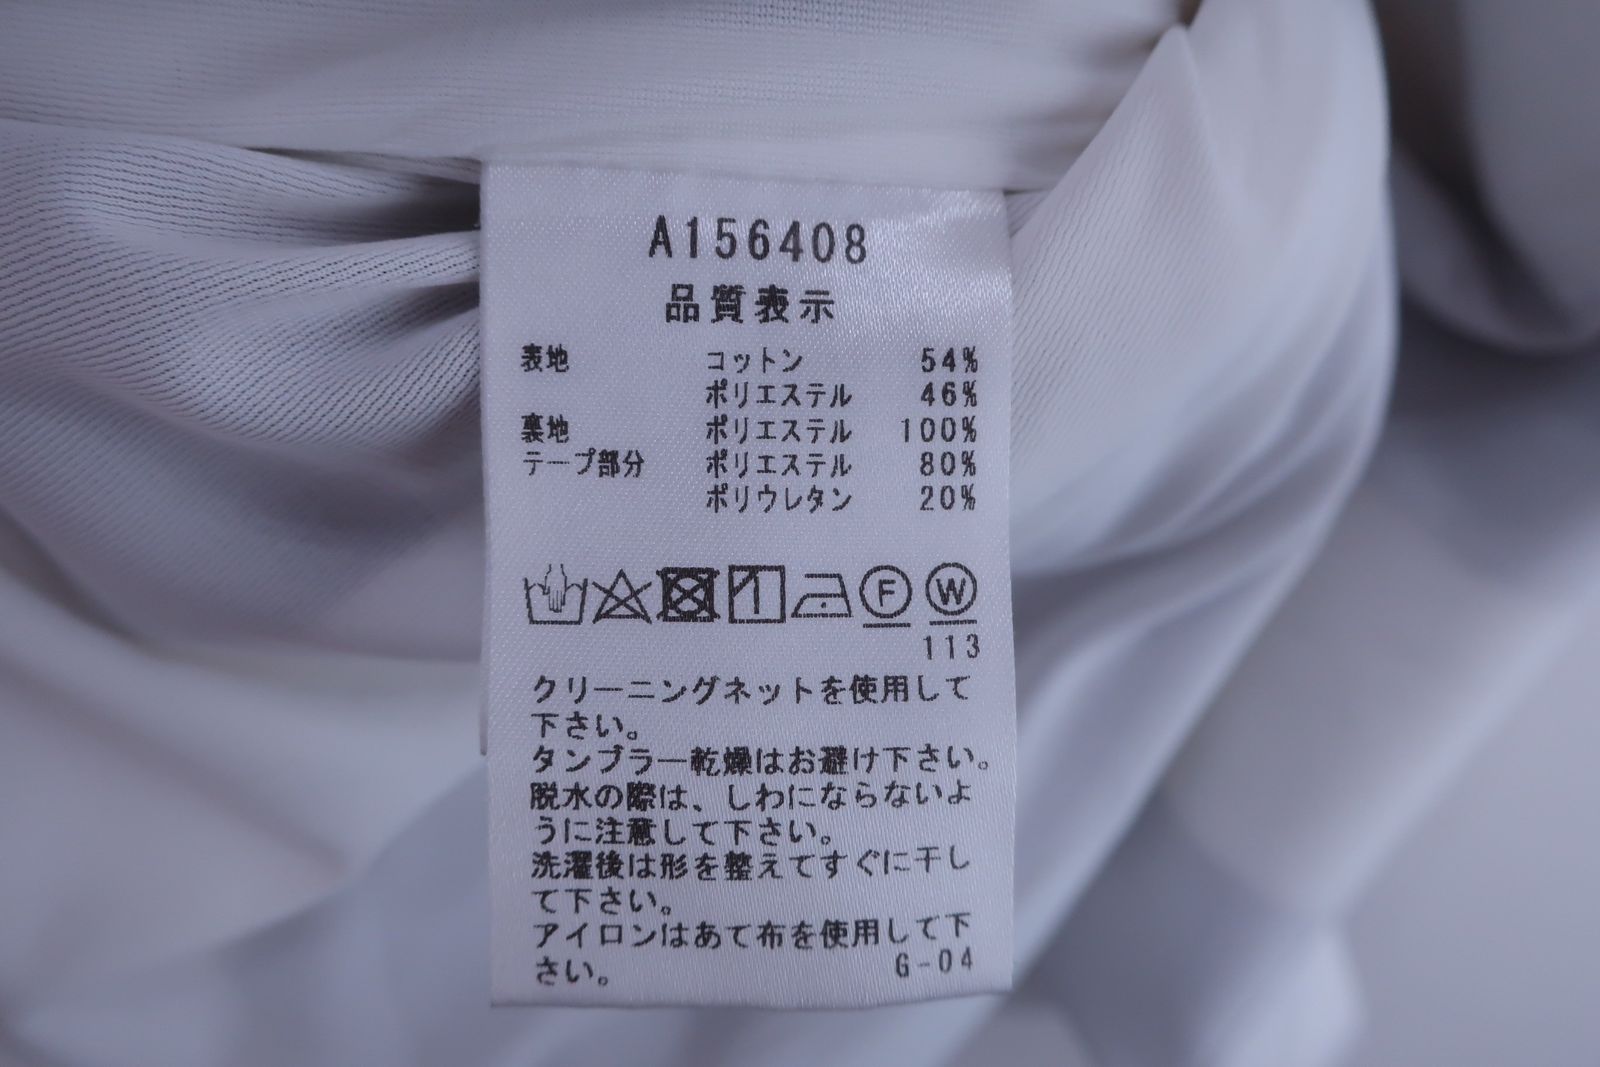 A156408
品質表示
表地 コットン 54%
ポリエステル 46%
裏地 ポリエステル 100%
テープ部分 ポリエステル 80%
ポリウレタン 20%
F W
113
クリーニングネットを使用して
下さい。
タンブラー乾燥はお避け下さい。
脱水の際は、しわにならないよ
うに注意して下さい。
洗濯後は形を整えてすぐに干し
て下さい。
アイロンはあて布を使用して下
さい。 G-04